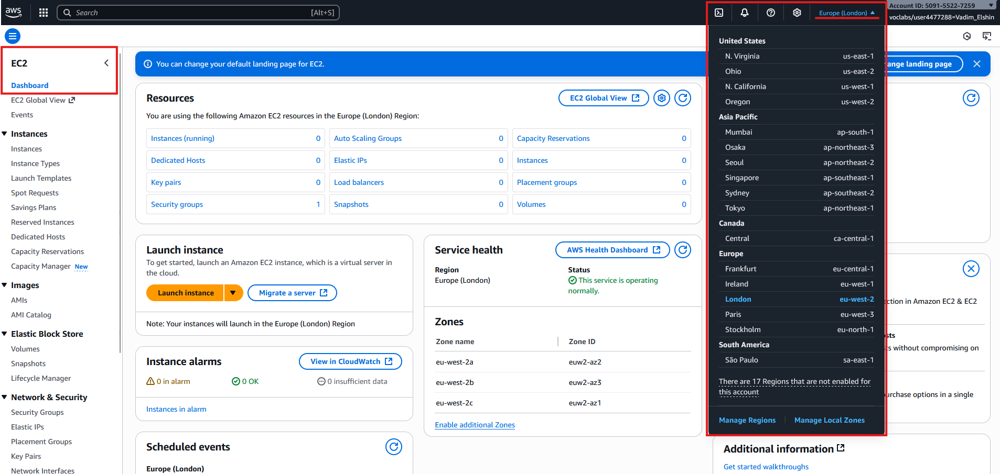 aws
Search
[Alt+S]
Europe (London)
Account ID: 5091-5522-7259
voclabs/user4477288=Vadim_Elshin
EC2
Dashboard
EC2 Global View
Events
Instances
Instances
Instance Types
Launch Templates
Spot Requests
Savings Plans
Reserved Instances
Dedicated Hosts
Capacity Reservations
Capacity Manager New
Images
AMIs
AMI Catalog
Elastic Block Store
Volumes
Snapshots
Lifecycle Manager
Network & Security
Security Groups
Elastic IPs
Placement Groups
Key Pairs
Network Interfaces
You can change your default landing page for EC2.
ange landing page
Resources
EC2 Global View
You are using the following Amazon EC2 resources in the Europe (London) Region:
Instances (running) 0
Auto Scaling Groups 0
Capacity Reservations 0
Dedicated Hosts 0
Elastic IPs 0
Instances 0
Key pairs 0
Load balancers 0
Placement groups 0
Security groups 1
Snapshots 0
Volumes 0
Launch instance
To get started, launch an Amazon EC2 instance, which is a virtual server in
the cloud.
Launch instance
Migrate a server
Note: Your instances will launch in the Europe (London) Region
Instance alarms
View in CloudWatch
0 in alarm
0 OK
0 insufficient data
Instances in alarm
Scheduled events
Europe (London)
Service health
AWS Health Dashboard
Region
Europe (London)
Status
This service is operating
normally.
Zones
Zone name Zone ID
eu-west-2a euw2-az2
eu-west-2b euw2-az3
eu-west-2c euw2-az1
Enable additional Zones
United States
N. Virginia us-east-1
Ohio us-east-2
N. California us-west-1
Oregon us-west-2
Asia Pacific
Mumbai ap-south-1
Osaka ap-northeast-3
Seoul ap-northeast-2
Singapore ap-southeast-1
Sydney ap-southeast-2
Tokyo ap-northeast-1
Canada
Central ca-central-1
Europe
Frankfurt eu-central-1
Ireland eu-west-1
London eu-west-2
Paris eu-west-3
Stockholm eu-north-1
South America
São Paulo sa-east-1
There are 17 Regions that are not enabled for
this account
Manage Regions
Manage Local Zones
ction in Amazon EC2 & EC2
sts
ts without compromising on
urchase options in a single
Additional information
Get started walkthroughs